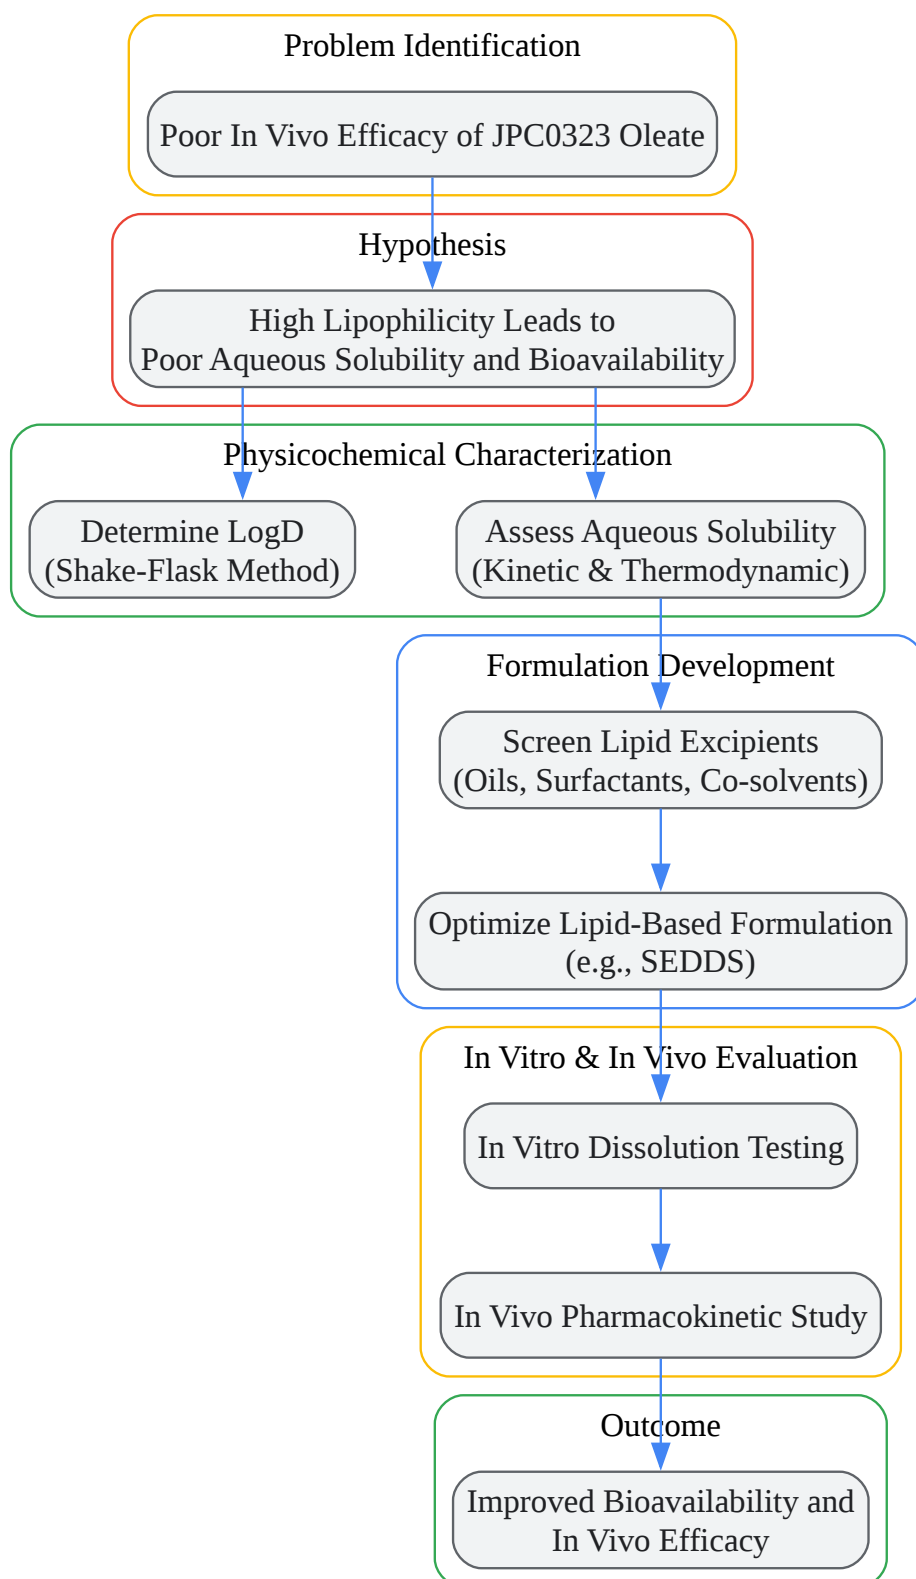 Problem Identification
Poor In Vivo Efficacy of JPC0323 Oleate
Hypothesis
High Lipophilicity Leads to
Poor Aqueous Solubility and Bioavailability
Physicochemical Characterization
Determine LogD
(Shake-Flask Method)
Assess Aqueous Solubility
(Kinetic & Thermodynamic)
Formulation Development
Screen Lipid Excipients
(Oils, Surfactants, Co-solvents)
Optimize Lipid-Based Formulation
(e.g., SEDDS)
In Vitro & In Vivo Evaluation
In Vitro Dissolution Testing
In Vivo Pharmacokinetic Study
Outcome
Improved Bioavailability and
In Vivo Efficacy